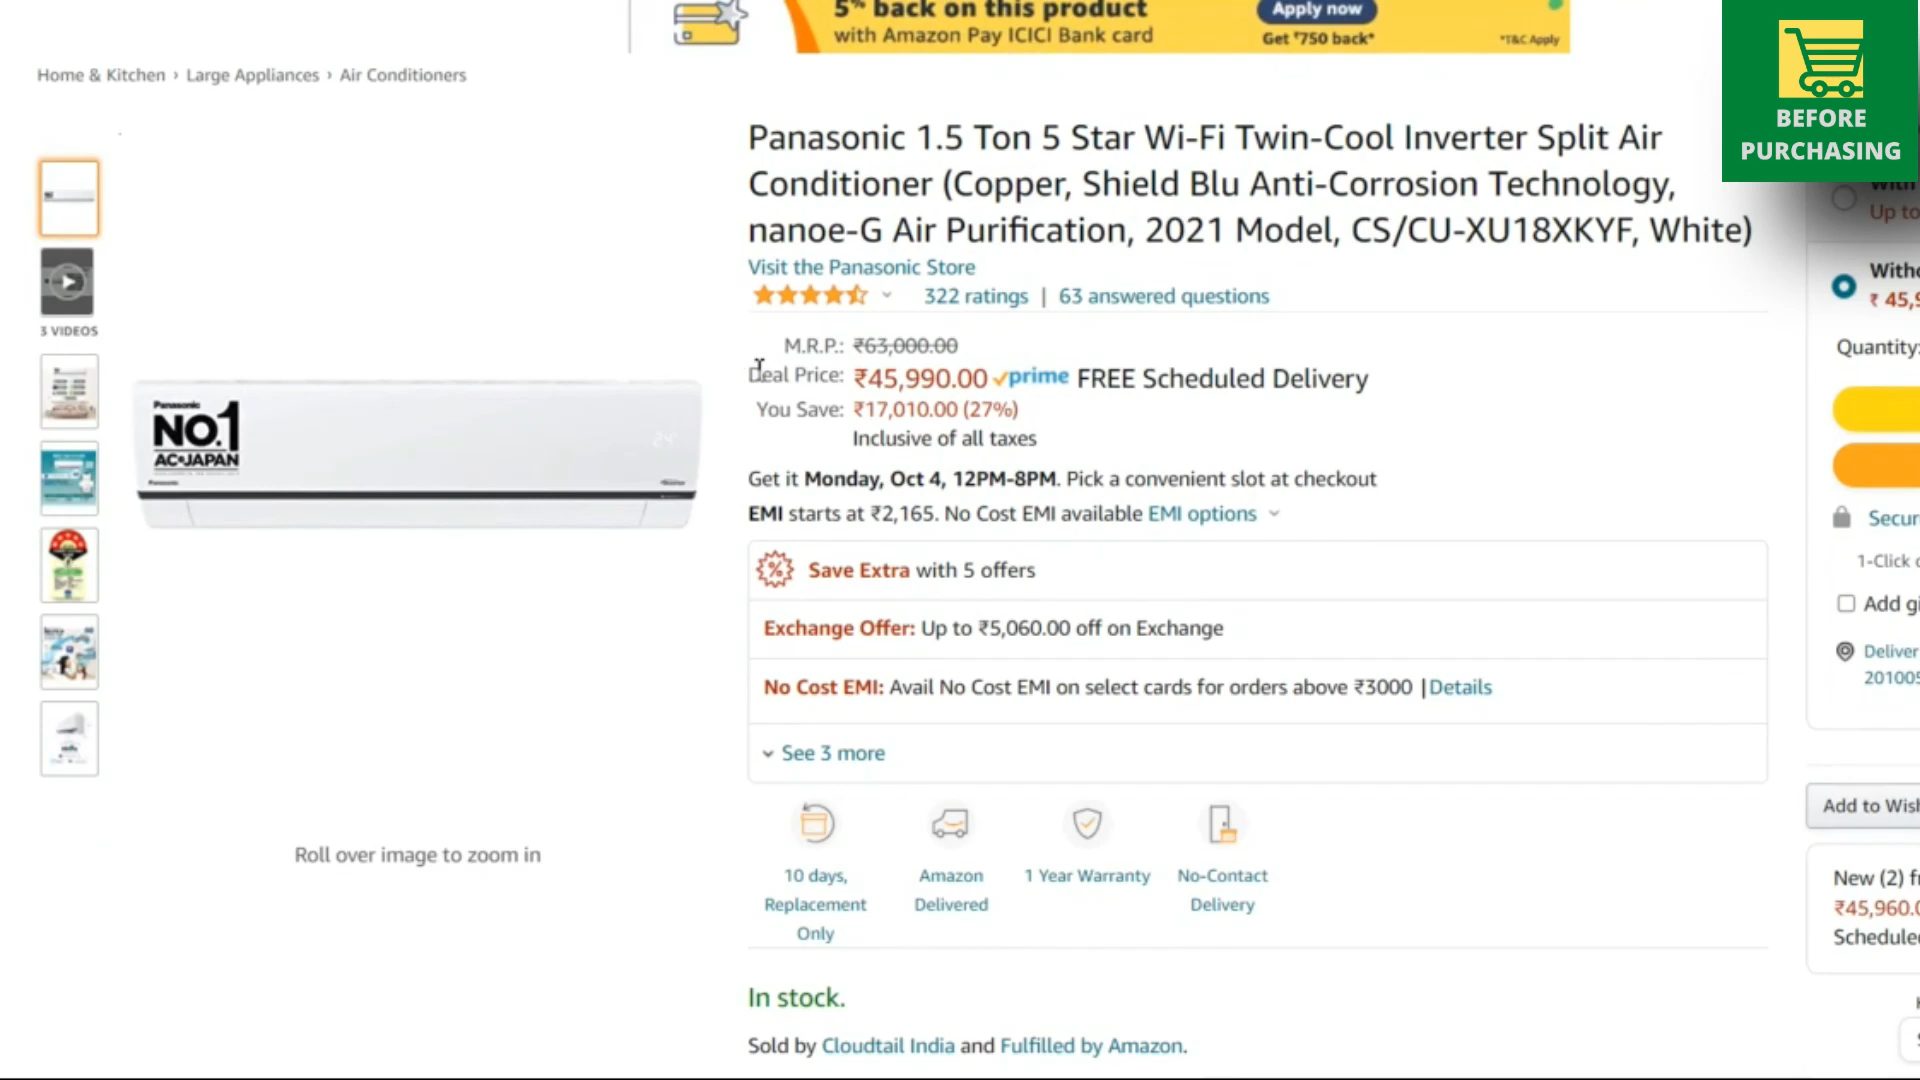 5% back on this product
with Amazon Pay ICICI Bank card
Apply now
Get ₹750 back*
*T&C Apply
BEFORE
PURCHASING
Home & Kitchen › Large Appliances › Air Conditioners
Panasonic 1.5 Ton 5 Star Wi-Fi Twin-Cool Inverter Split Air
Conditioner (Copper, Shield Blu Anti-Corrosion Technology,
nanoe-G Air Purification, 2021 Model, CS/CU-XU18XKYF, White)
Visit the Panasonic Store
322 ratings | 63 answered questions
3 VIDEOS
Panasonic
NO.1
AC JAPAN
Panasonic
24
M.R.P.: ₹63,000.00
Deal Price: ₹45,990.00 prime FREE Scheduled Delivery
You Save: ₹17,010.00 (27%)
Inclusive of all taxes
Get it Monday, Oct 4, 12PM-8PM. Pick a convenient slot at checkout
EMI starts at ₹2,165. No Cost EMI available EMI options
Save Extra with 5 offers
Exchange Offer: Up to ₹5,060.00 off on Exchange
No Cost EMI: Avail No Cost EMI on select cards for orders above ₹3000 | Details
See 3 more
10 days,
Replacement
Only
Amazon
Delivered
1 Year Warranty
No-Contact
Delivery
Roll over image to zoom in
In stock.
Sold by Cloudtail India and Fulfilled by Amazon.
With
Up to
Witho
₹ 45,9
Quantity:
Secur
1-Click o
Add gi
Deliver
201005
Add to Wish
New (2) fr
₹45,960.0
Schedule